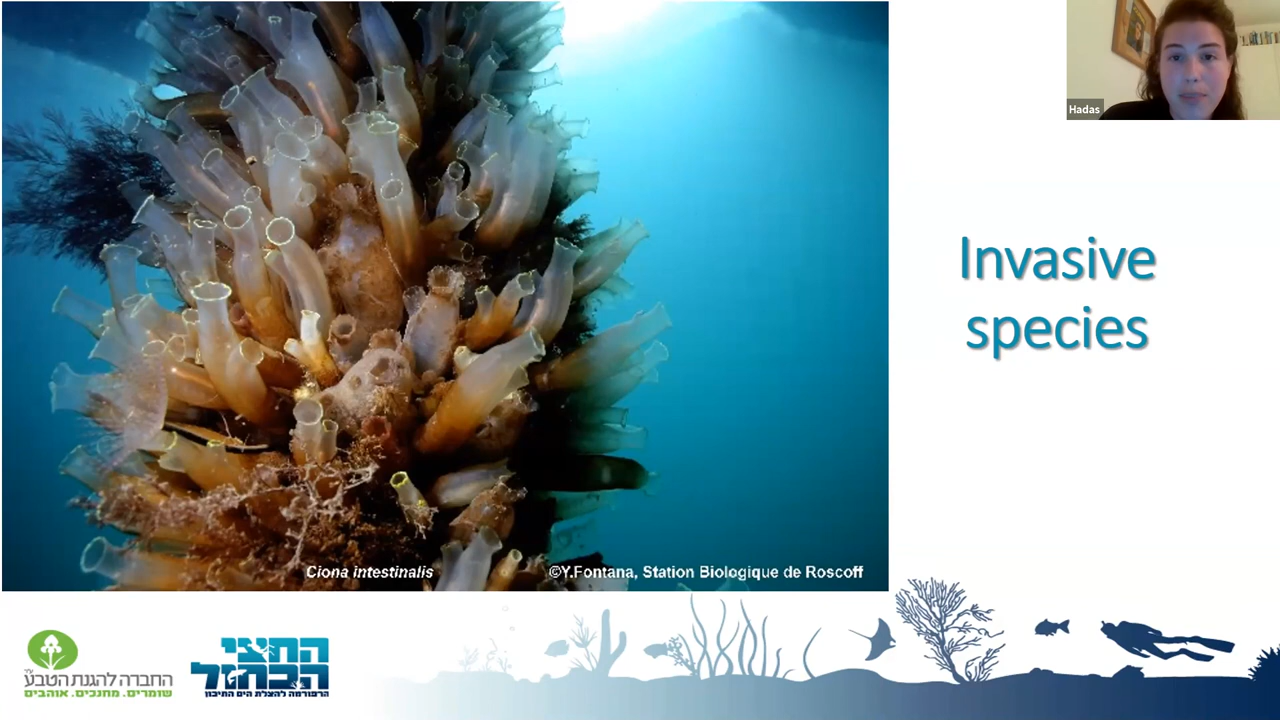 Hadas
Invasive
species
Ciona intestinalis
©Y.Fontana, Station Biologique de Roscoff
החברה להגנת הטבע
שומרים. מחנכים. אוהבים
החצי
הכחול
הרפורמה להצלת הים התיכון